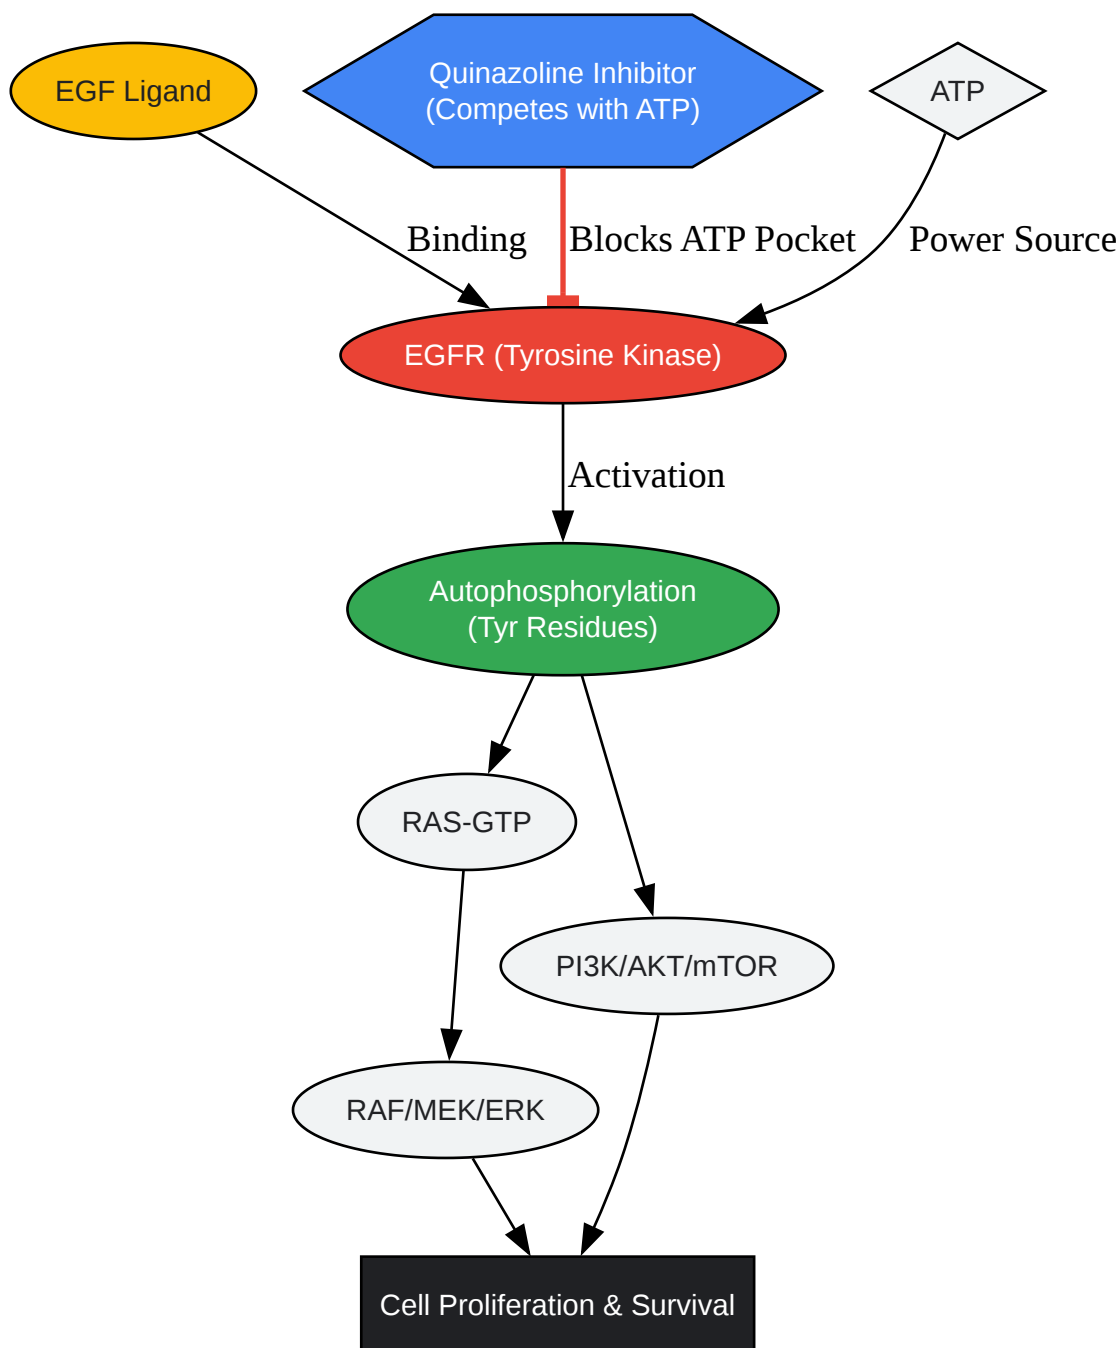 EGF Ligand
Quinazoline Inhibitor
(Competes with ATP)
ATP
Binding
Blocks ATP Pocket
Power Source
EGFR (Tyrosine Kinase)
Activation
Autophosphorylation
(Tyr Residues)
RAS-GTP
PI3K/AKT/mTOR
RAF/MEK/ERK
Cell Proliferation & Survival